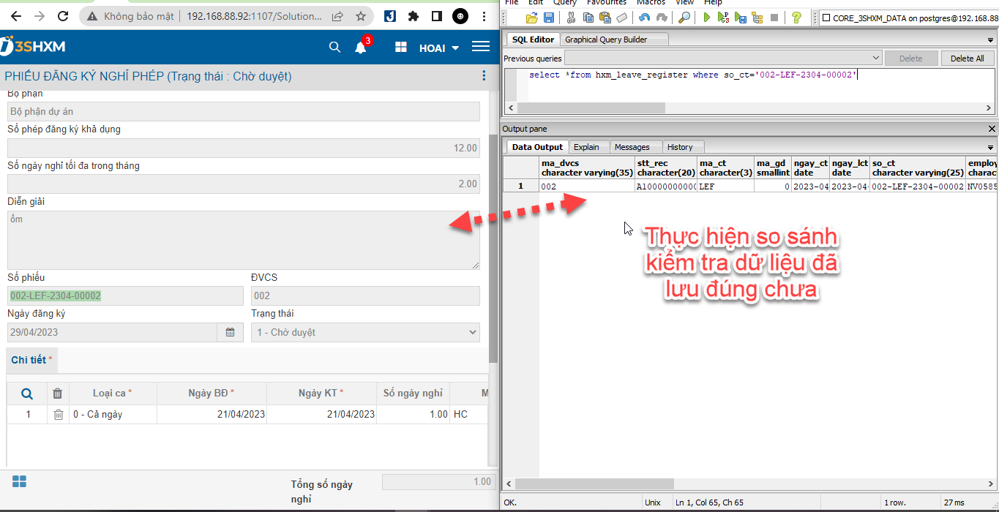 Không bảo mật
192.168.88.92:1107/Solution...
3SHXM
3
HOAI
PHIẾU ĐĂNG KÝ NGHỈ PHÉP (Trạng thái : Chờ duyệt)
Bộ phận
Bộ phận dự án
Số phép đăng ký khả dụng
12.00
Số ngày nghỉ tối đa trong tháng
2.00
Diễn giải
ốm
Số phiếu
ĐVCS
002-LEF-2304-00002
002
Ngày đăng ký
Trạng thái
29/04/2023
1 - Chờ duyệt
Chi tiết *
Loại ca * Ngày BĐ * Ngày KT * Số ngày nghỉ M
1 0 - Cả ngày 21/04/2023 21/04/2023 1.00 HC
Tổng số ngày
nghỉ
1.00
File Edit Query Favourites Macros View Help
CORE_3SHXM_DATA on postgres@192.168.88
SQL Editor Graphical Query Builder
Previous queries
Delete Delete All
select *from hxm_leave_register where so_ct='002-LEF-2304-00002'
Output pane
Data Output Explain Messages History
ma_dvcs stt_rec ma_ct ma_gd ngay_ct ngay_lct so_ct employ
character varying(35) character(20) character(3) smallint date date character varying(25) charac
1 002 A10000000000 LEF 0 2023-04 2023-04- 002-LEF-2304-00002 NV0585
Thực hiện so sánh
kiểm tra dữ liệu đã
lưu đúng chưa
OK. Unix Ln 1, Col 65, Ch 65 1 row. 27 ms